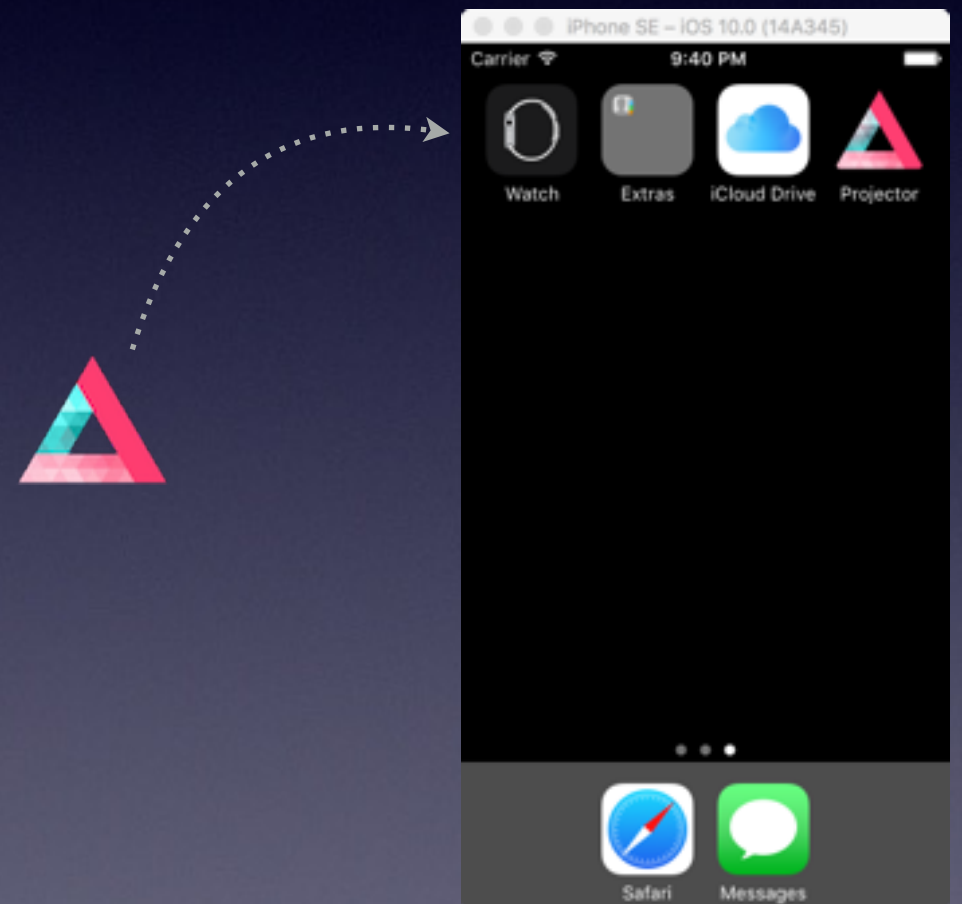 iPhone SE – iOS 10.0 (14A345)
Carrier 9:40 PM
Watch Extras iCloud Drive Projector
Safari Messages